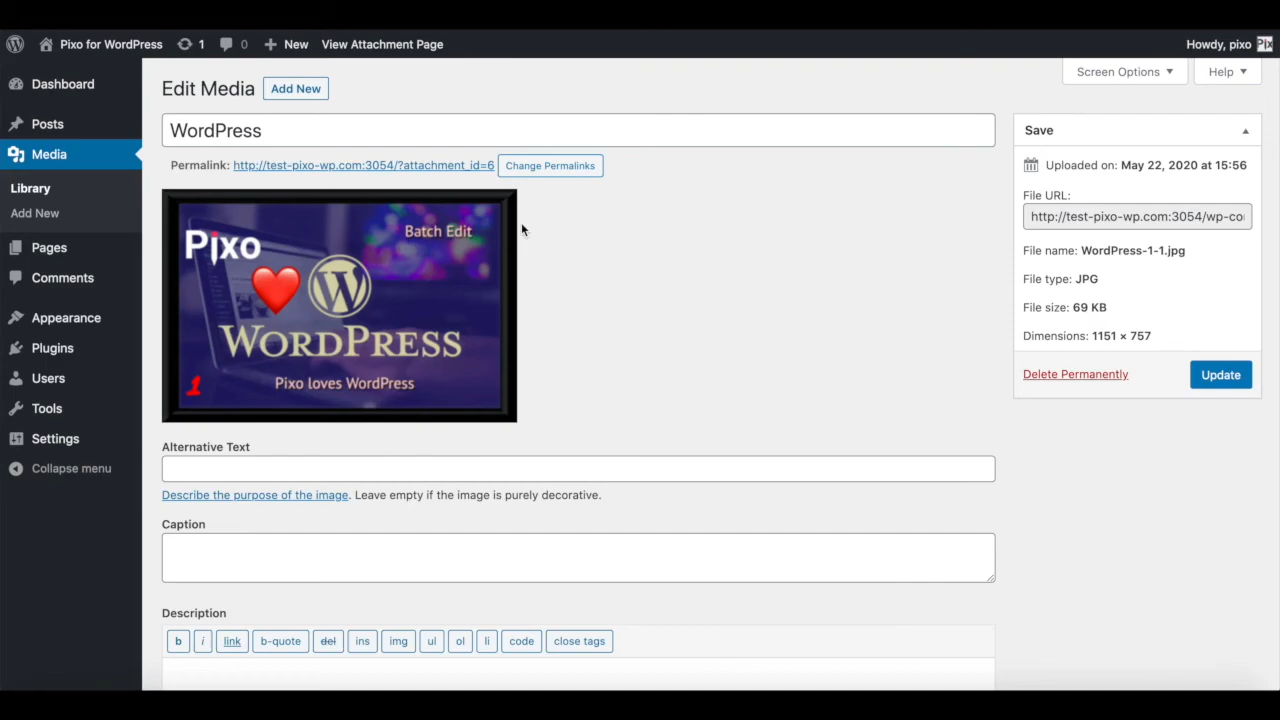 Pixo for WordPress 1 0 New View Attachment Page Howdy, pixo Pix
Dashboard
Posts
Media
Library
Add New
Pages
Comments
Appearance
Plugins
Users
Tools
Settings
Collapse menu
Screen Options Help
Edit Media Add New
WordPress
Permalink: http://test-pixo-wp.com:3054/?attachment_id=6 Change Permalinks
Batch Edit
Pixo
W
WORDPRESS
Pixo loves WordPress
1
Alternative Text
Describe the purpose of the image. Leave empty if the image is purely decorative.
Caption
Description
b i link b-quote del ins img ul ol li code close tags
Save
Uploaded on: May 22, 2020 at 15:56
File URL:
http://test-pixo-wp.com:3054/wp-co
File name: WordPress-1-1.jpg
File type: JPG
File size: 69 KB
Dimensions: 1151 × 757
Delete Permanently Update